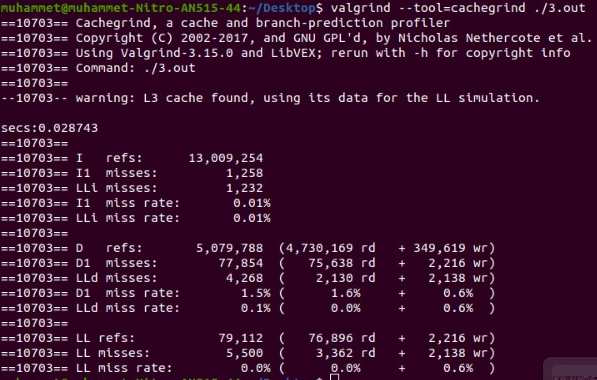 muhammet@muhammet-Nitro-AN515-44:~/Desktop$ valgrind --tool=cachegrind ./3.out
==10703== Cachegrind, a cache and branch-prediction profiler
==10703== Copyright (C) 2002-2017, and GNU GPL'd, by Nicholas Nethercote et al.
==10703== Using Valgrind-3.15.0 and LibVEX; rerun with -h for copyright info
==10703== Command: ./3.out
==10703==
--10703-- warning: L3 cache found, using its data for the LL simulation.
secs:0.028743
==10703==
==10703== I   refs:      13,009,254
==10703== I1  misses:         1,258
==10703== LLi misses:         1,232
==10703== I1  miss rate:       0.01%
==10703== LLi miss rate:       0.01%
==10703==
==10703== D   refs:       5,079,788  (4,730,169 rd   + 349,619 wr)
==10703== D1  misses:        77,854  (   75,638 rd   +   2,216 wr)
==10703== LLd misses:         4,268  (    2,130 rd   +   2,138 wr)
==10703== D1  miss rate:        1.5% (      1.6%     +     0.6%  )
==10703== LLd miss rate:        0.1% (      0.0%     +     0.6%  )
==10703==
==10703== LL refs:           79,112  (   76,896 rd   +   2,216 wr)
==10703== LL misses:          5,500  (    3,362 rd   +   2,138 wr)
==10703== LL miss rate:         0.0% (      0.0%     +     0.6%  )